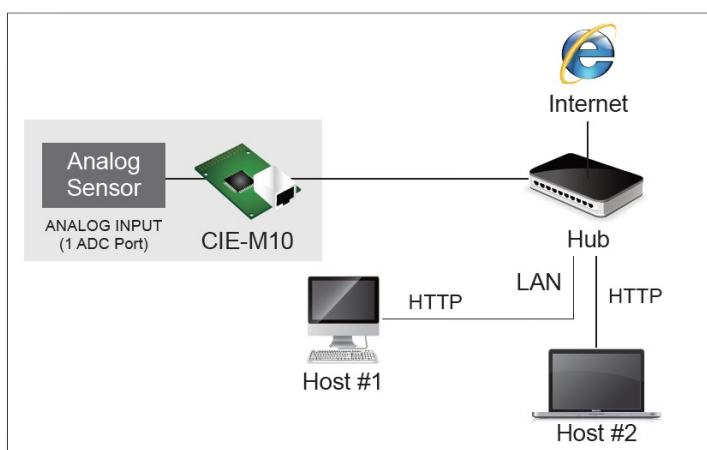 Internet
Analog
Sensor
ANALOG INPUT
(1 ADC Port)
CIE-M10
Hub
LAN
HTTP
HTTP
Host #1
Host #2